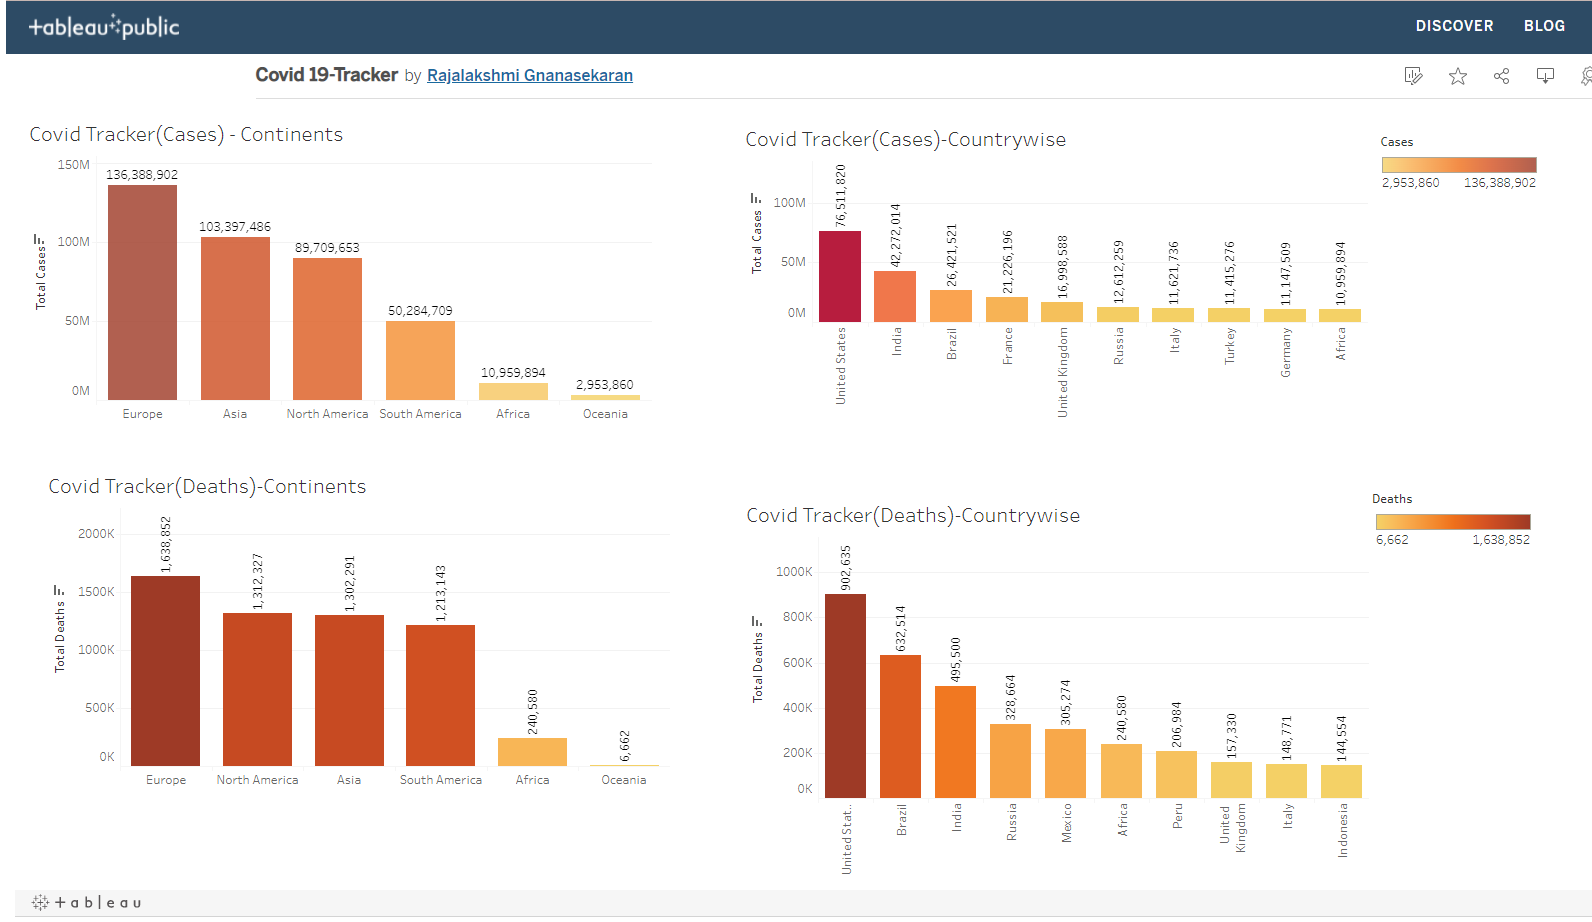 tableau public
DISCOVER
BLOG
Covid 19-Tracker by Rajalakshmi Gnanasekaran
Covid Tracker(Cases) - Continents
Total Cases
150M
100M
50M
0M
136,388,902
103,397,486
89,709,653
50,284,709
10,959,894
2,953,860
Europe
Asia
North America
South America
Africa
Oceania
Covid Tracker(Cases)-Countrywise
Total Cases
100M
50M
0M
76,511,820
42,272,014
26,421,521
21,226,196
16,998,588
12,612,259
11,621,736
11,415,276
11,147,509
10,959,894
United States
India
Brazil
France
United Kingdom
Russia
Italy
Turkey
Germany
Africa
Cases
2,953,860
136,388,902
Covid Tracker(Deaths)-Continents
Total Deaths
2000K
1500K
1000K
500K
0K
1,638,852
1,312,327
1,302,291
1,213,143
240,580
6,662
Europe
North America
Asia
South America
Africa
Oceania
Covid Tracker(Deaths)-Countrywise
Total Deaths
1000K
800K
600K
400K
200K
0K
902,635
632,514
495,500
328,664
305,274
240,580
206,984
157,330
148,771
144,554
United Stat..
Brazil
India
Russia
Mexico
Africa
Peru
United
Kingdom
Italy
Indonesia
Deaths
6,662
1,638,852
tableau